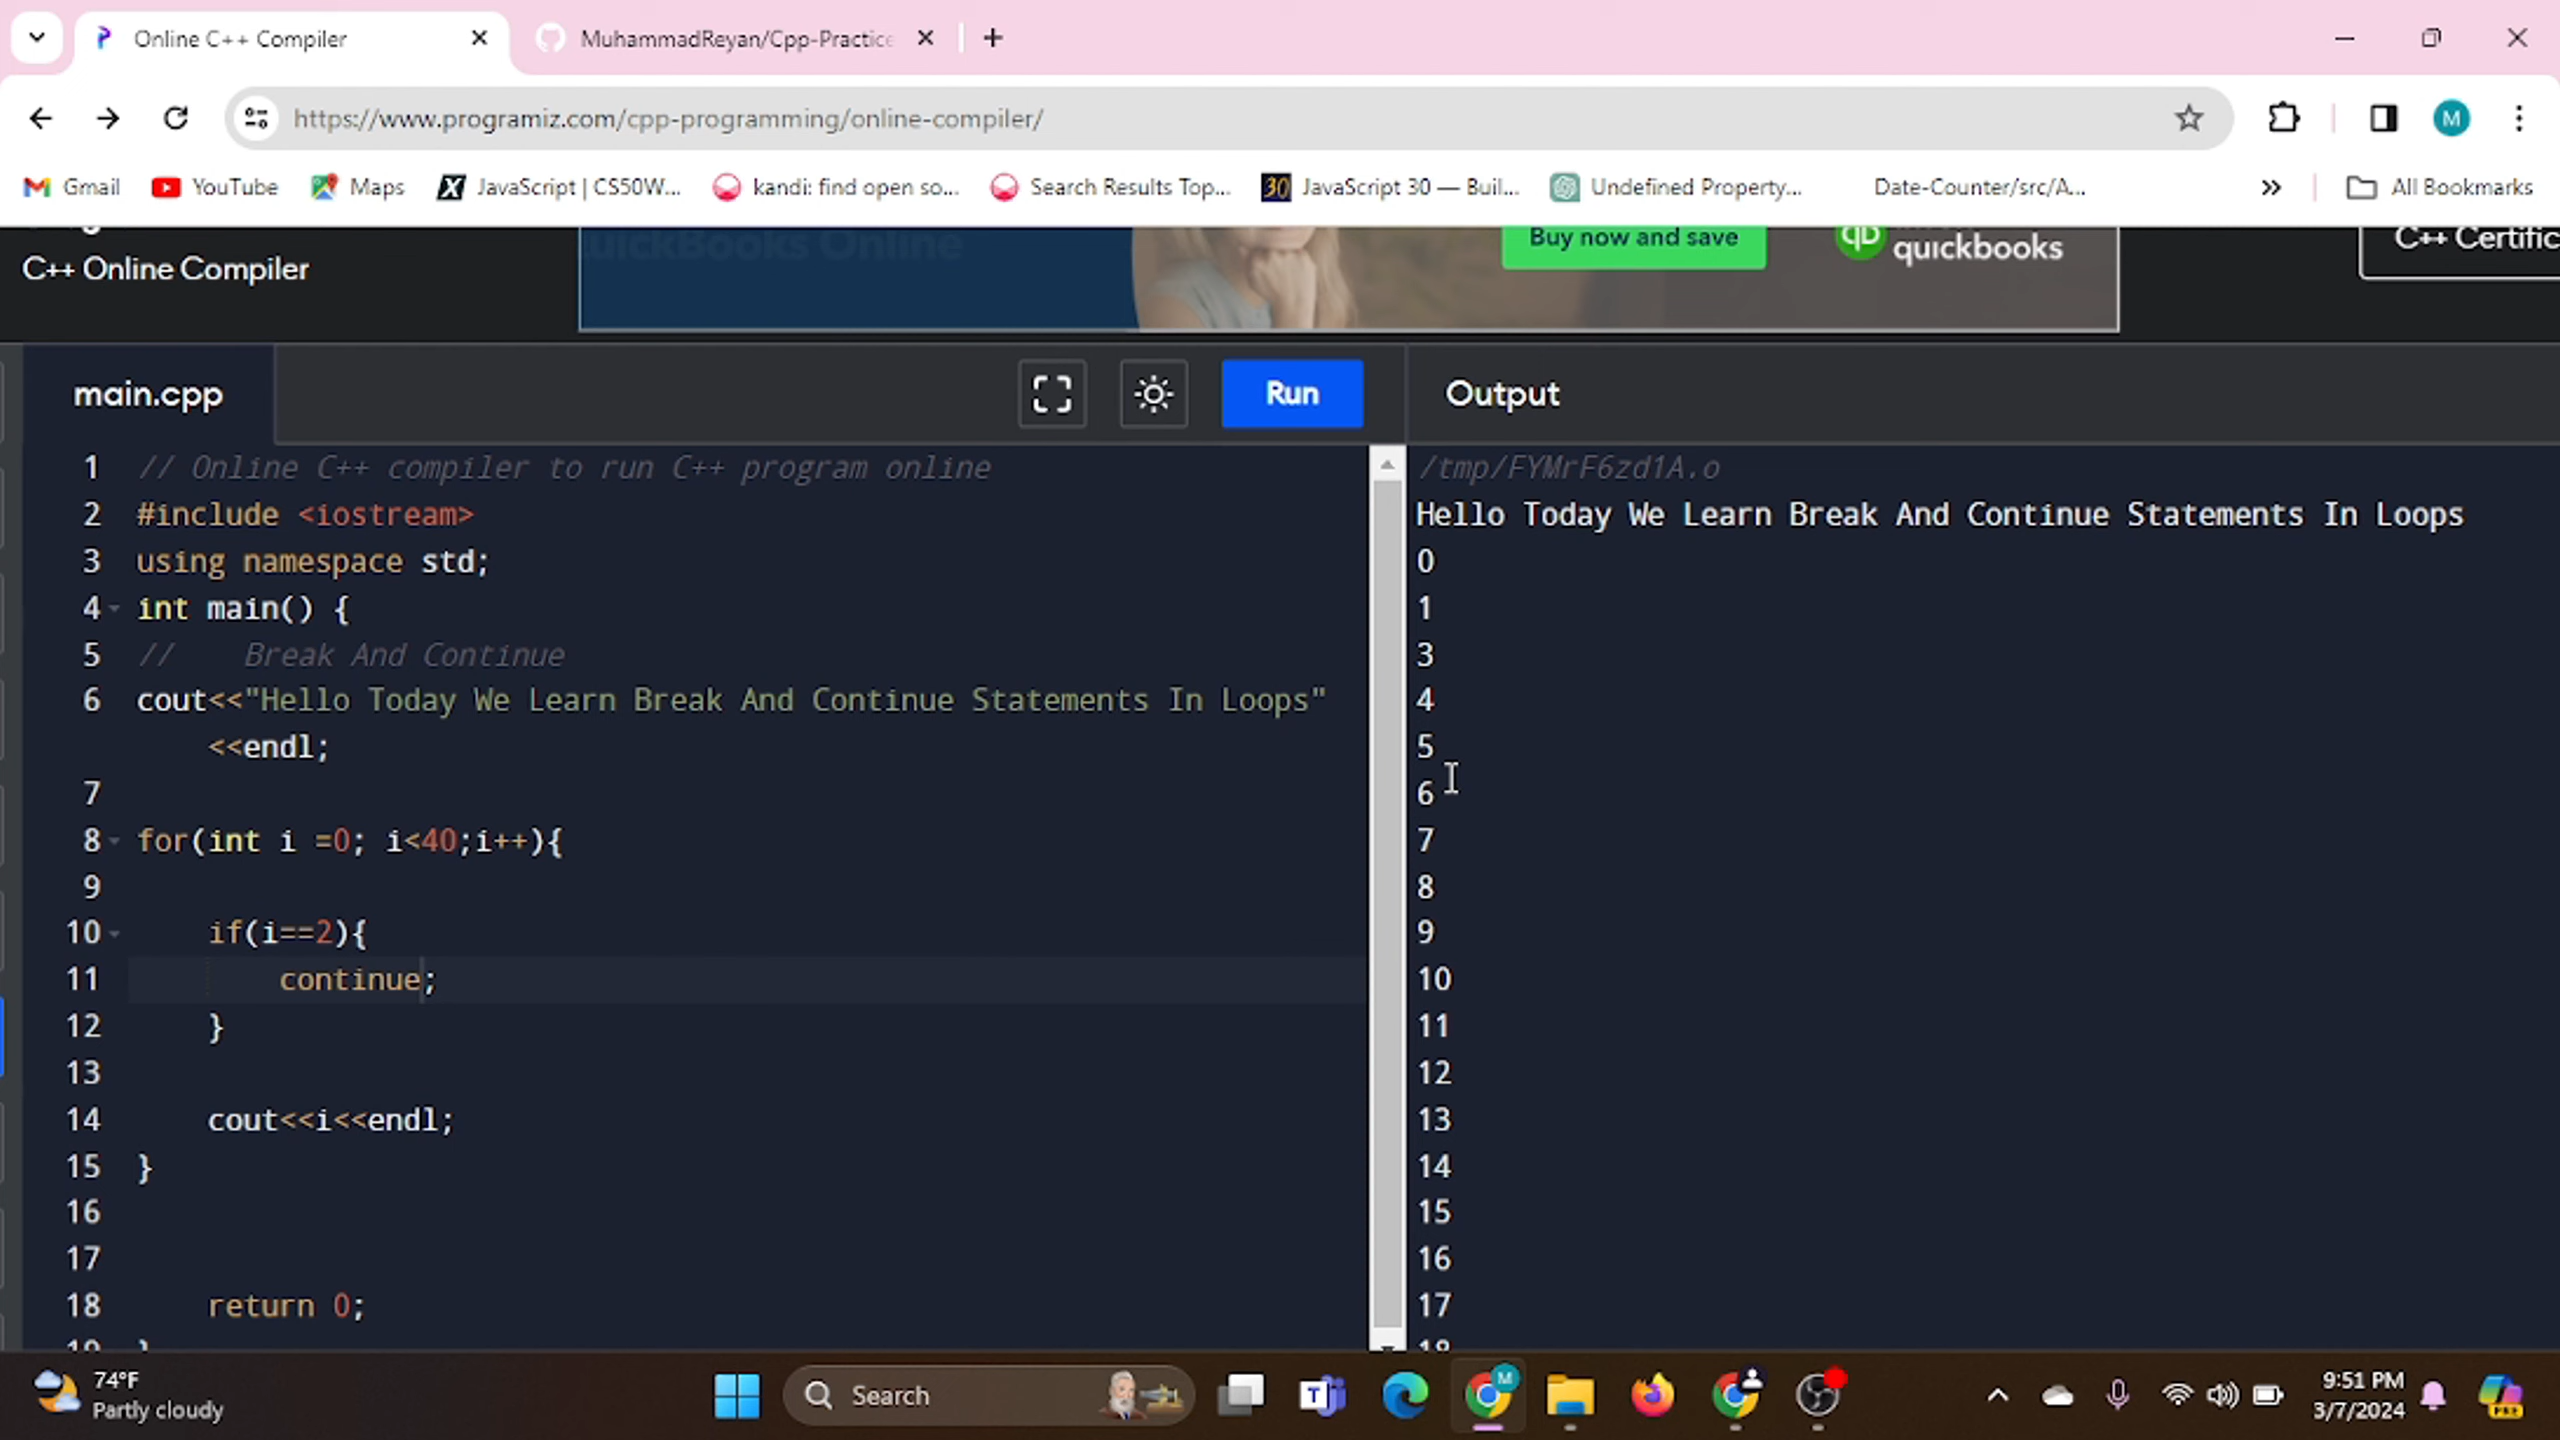 Online C++ Compiler
MuhammadReyan/Cpp-Practice
https://www.programiz.com/cpp-programming/online-compiler/
M
Gmail
YouTube
Maps
JavaScript | CS50W...
kandi: find open so...
Search Results Top...
30 JavaScript 30 — Buil...
Undefined Property...
Date-Counter/src/A...
All Bookmarks
C++ Online Compiler
QuickBooks Online
Buy now and save
qb quickbooks
C++ Certific
main.cpp
Run
Output
1 // Online C++ compiler to run C++ program online
2 #include <iostream>
3 using namespace std;
4 int main() {
5 //    Break And Continue
6 cout<<"Hello Today We Learn Break And Continue Statements In Loops"
<<endl;
7
8 for(int i =0; i<40;i++){
9
10     if(i==2){
11         continue;
12     }
13
14     cout<<i<<endl;
15 }
16
17
18     return 0;
19 }
/tmp/FYMrF6zd1A.o
Hello Today We Learn Break And Continue Statements In Loops
0
1
3
4
5
6
7
8
9
10
11
12
13
14
15
16
17
18
74°F
Partly cloudy
Search
T
M
9:51 PM
3/7/2024